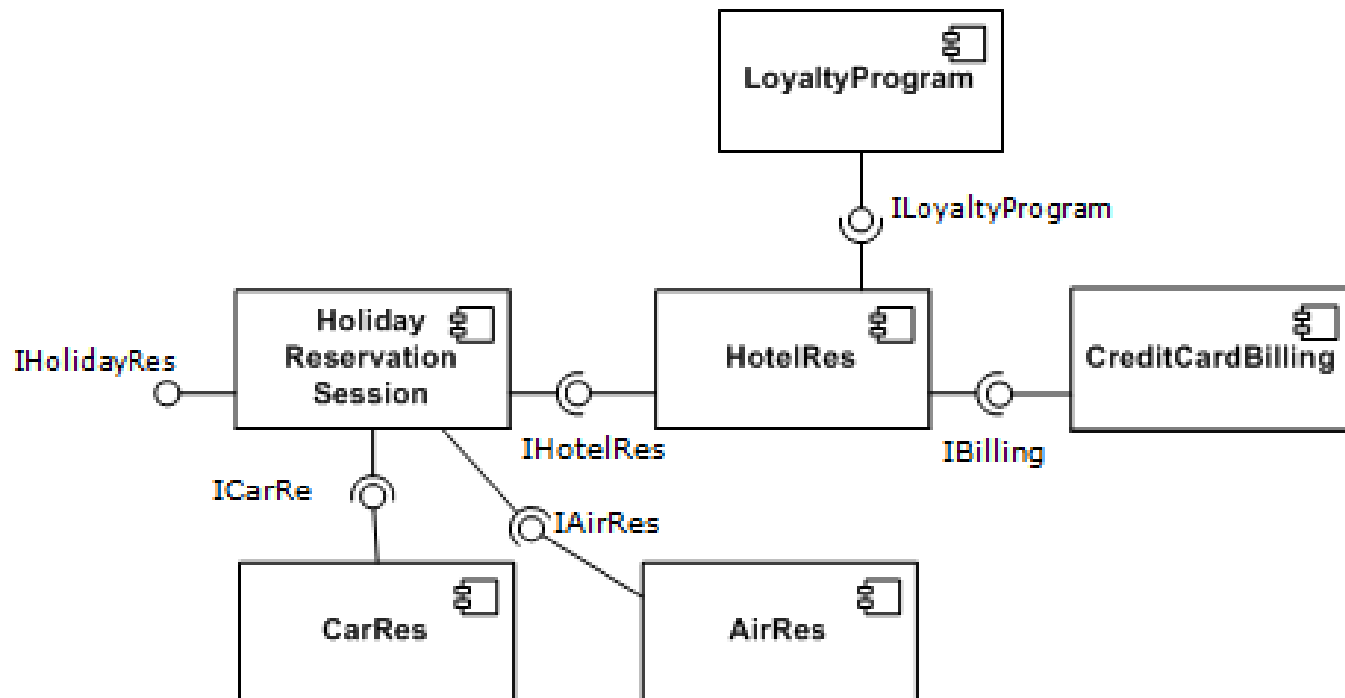 LoyaltyProgram
ILoyaltyProgram
Holiday
Reservation
Session
HotelRes
CreditCardBilling
IHolidayRes
IHotelRes
IBilling
ICarRe
IAirRes
CarRes
AirRes